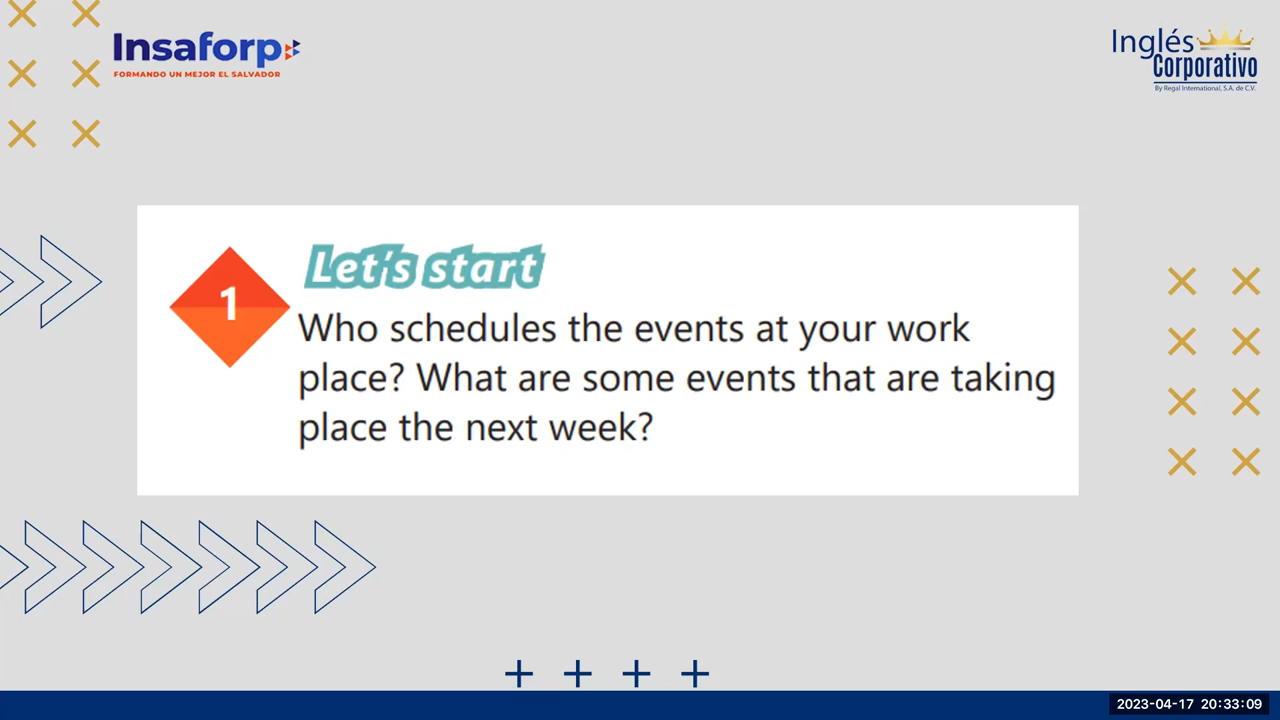 Insaforp
FORMANDO UN MEJOR EL SALVADOR
Inglés
Corporativo
By Regal International, S.A. de C.V.
1
Let's start
Who schedules the events at your work
place? What are some events that are taking
place the next week?
2023-04-17 20:33:09